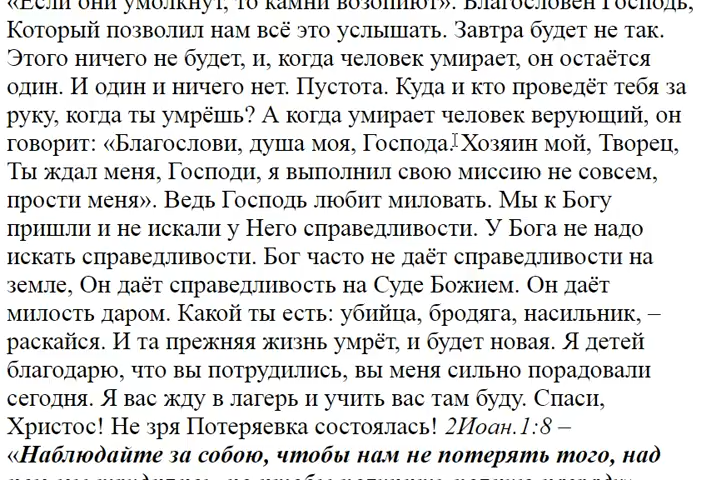 «Если они умолкнут, то камни возопиют». Благословен Господь,
Который позволил нам всё это услышать. Завтра будет не так.
Этого ничего не будет, и, когда человек умирает, он остаётся
один. И один и ничего нет. Пустота. Куда и кто проведёт тебя за
руку, когда ты умрёшь? А когда умирает человек верующий, он
говорит: «Благослови, душа моя, Господа. Хозяин мой, Творец,
Ты ждал меня, Господи, я выполнил свою миссию не совсем,
прости меня». Ведь Господь любит миловать. Мы к Богу
пришли и не искали у Него справедливости. У Бога не надо
искать справедливости. Бог часто не даёт справедливости на
земле, Он даёт справедливость на Суде Божием. Он даёт
милость даром. Какой ты есть: убийца, бродяга, насильник, –
раскайся. И та прежняя жизнь умрёт, и будет новая. Я детей
благодарю, что вы потрудились, вы меня сильно порадовали
сегодня. Я вас жду в лагерь и учить вас там буду. Спаси,
Христос! Не зря Потеряевка состоялась! 2Иоан.1:8 –
«Наблюдайте за собою, чтобы нам не потерять того, над